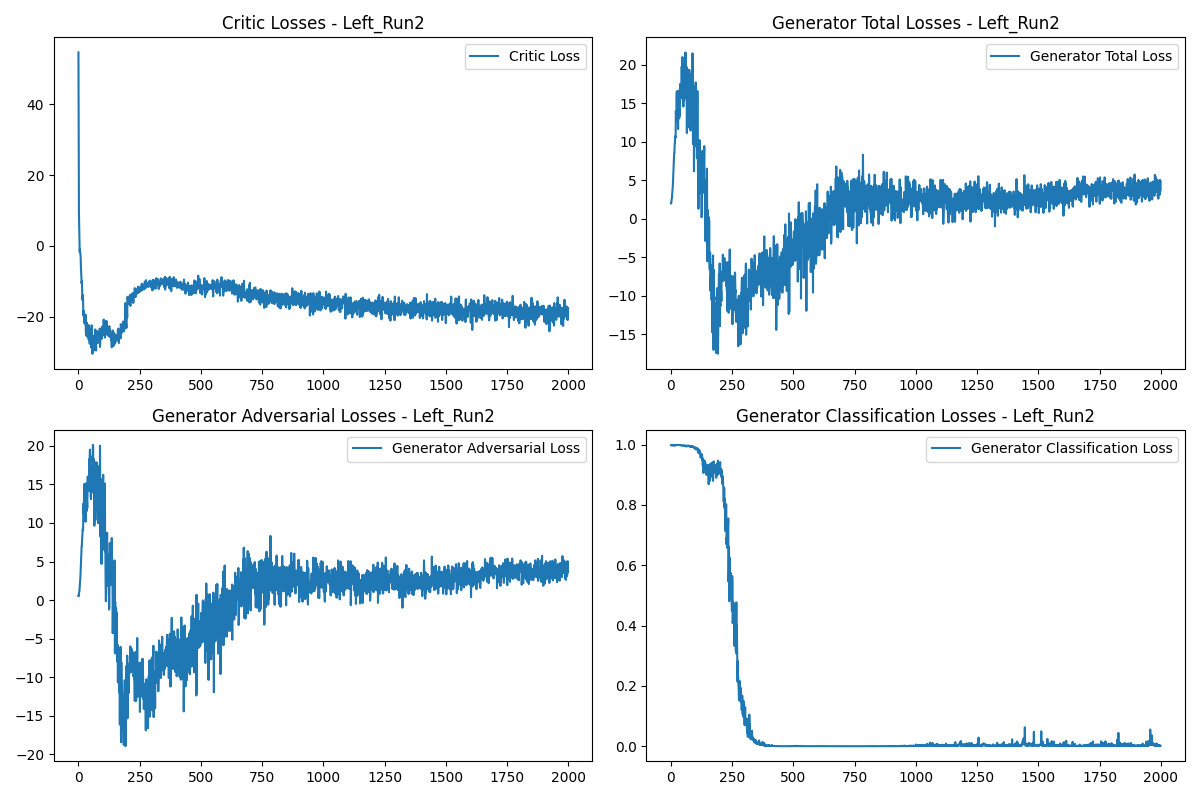 Critic Losses - Left_Run2
Critic Loss
40
20
0
−20
0 250 500 750 1000 1250 1500 1750 2000
Generator Total Losses - Left_Run2
Generator Total Loss
20
15
10
5
0
−5
−10
−15
0 250 500 750 1000 1250 1500 1750 2000
Generator Adversarial Losses - Left_Run2
Generator Adversarial Loss
20
15
10
5
0
−5
−10
−15
−20
0 250 500 750 1000 1250 1500 1750 2000
Generator Classification Losses - Left_Run2
Generator Classification Loss
1.0
0.8
0.6
0.4
0.2
0.0
0 250 500 750 1000 1250 1500 1750 2000